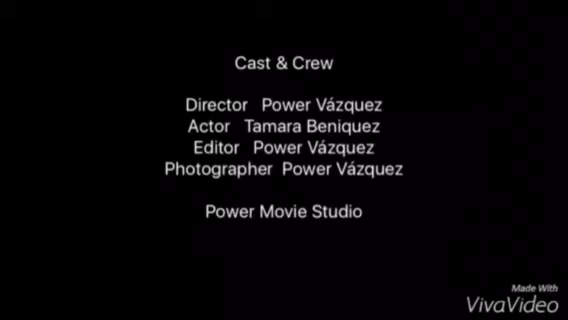 Cast & Crew
Director Power Vázquez
Actor Tamara Beniquez
Editor Power Vázquez
Photographer Power Vázquez
Power Movie Studio
Made With
VivaVideo